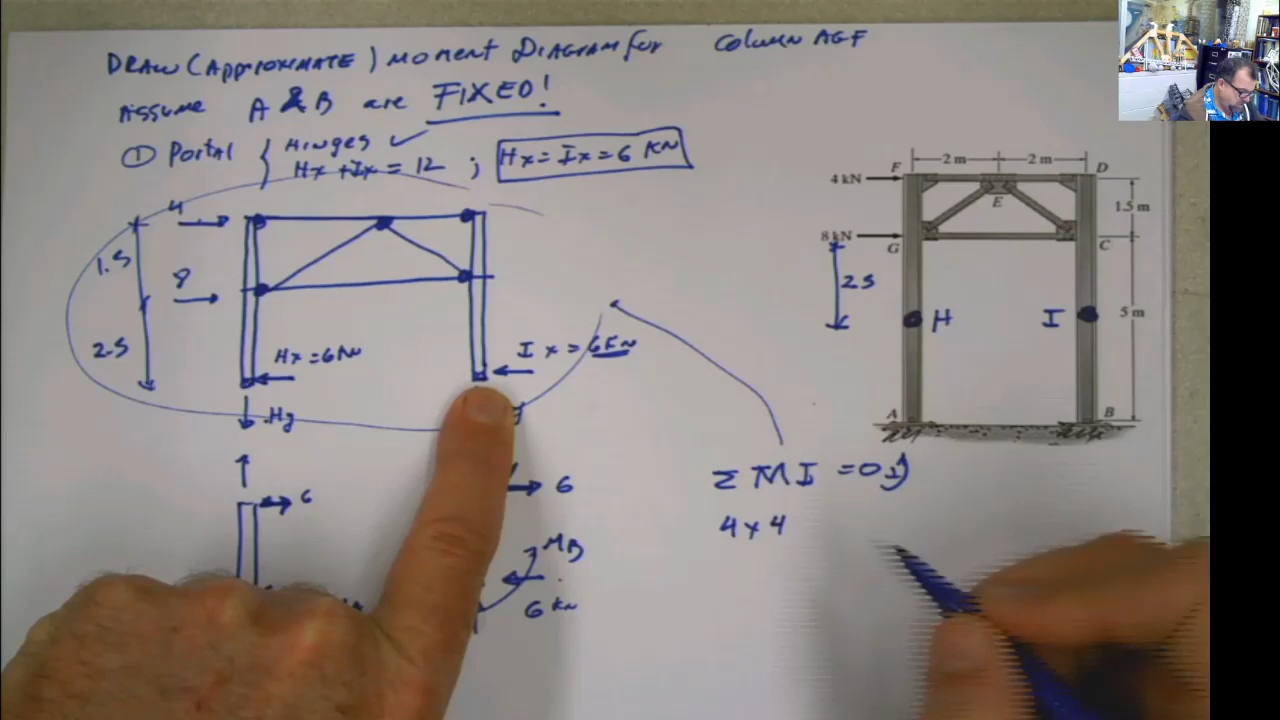 DRAW (Approximate) MOMENT DIAGRAM for COLUMN AGF
ASSUME A & B are FIXED!
① Portal { HINGES ✓
Hx + Ix = 12 ; Hx = Ix = 6 KN
4
1.5
8
2.5
Hx = 6 KN
I x = 6 KN
Hy
6
6
MB
6 KN
Σ M I = 0
4 x 4
F
2 m
2 m
D
4 kN
E
1.5 m
8 kN
G
C
2.5
H
I
5 m
A
B